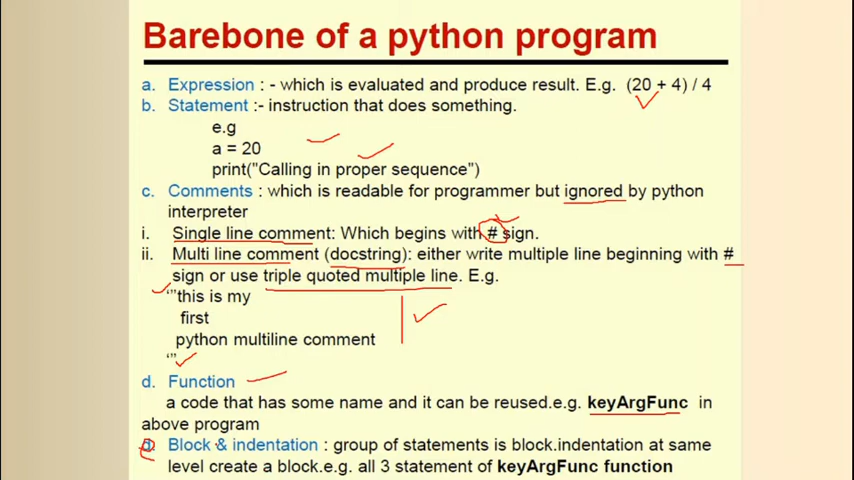 Barebone of a python program
a. Expression : - which is evaluated and produce result. E.g. (20 + 4) / 4
b. Statement :- instruction that does something.
e.g
a = 20
print("Calling in proper sequence")
c. Comments : which is readable for programmer but ignored by python
interpreter
i. Single line comment: Which begins with # sign.
ii. Multi line comment (docstring): either write multiple line beginning with #
sign or use triple quoted multiple line. E.g.
‘”this is my
first
python multiline comment
‘”
d. Function
a code that has some name and it can be reused.e.g. keyArgFunc in
above program
e. Block & indentation : group of statements is block.indentation at same
level create a block.e.g. all 3 statement of keyArgFunc function